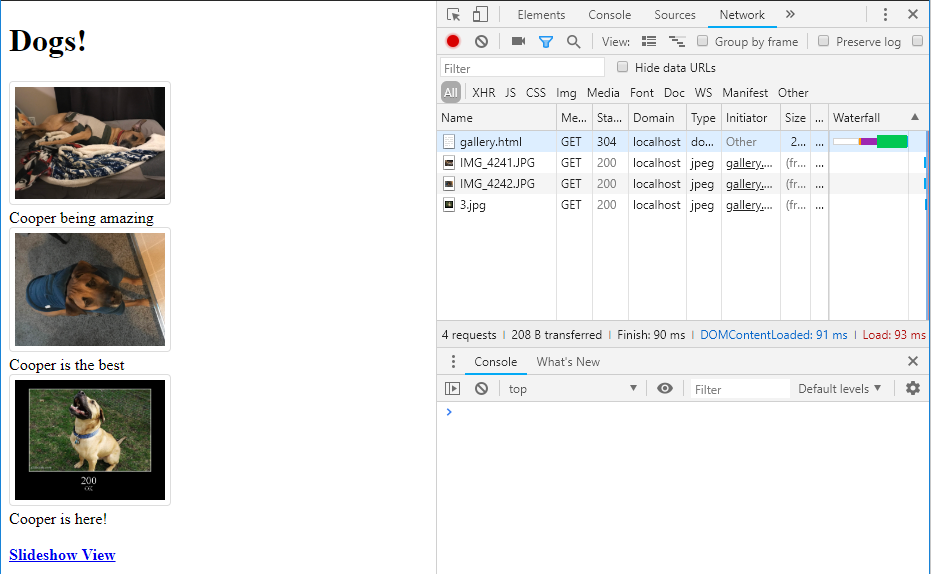 Dogs!
Cooper being amazing
Cooper is the best
200
OK
Cooper is here!
Slideshow View
Elements Console Sources Network »
View: Group by frame Preserve log
Filter Hide data URLs
All XHR JS CSS Img Media Font Doc WS Manifest Other
Name Me... Sta... Domain Type Initiator Size ... Waterfall
gallery.html GET 304 localhost do... Other 2... ...
IMG_4241.JPG GET 200 localhost jpeg gallery.... (fr... ...
IMG_4242.JPG GET 200 localhost jpeg gallery.... (fr... ...
3.jpg GET 200 localhost jpeg gallery.... (fr... ...
4 requests 208 B transferred Finish: 90 ms DOMContentLoaded: 91 ms Load: 93 ms
Console What's New
top Filter Default levels